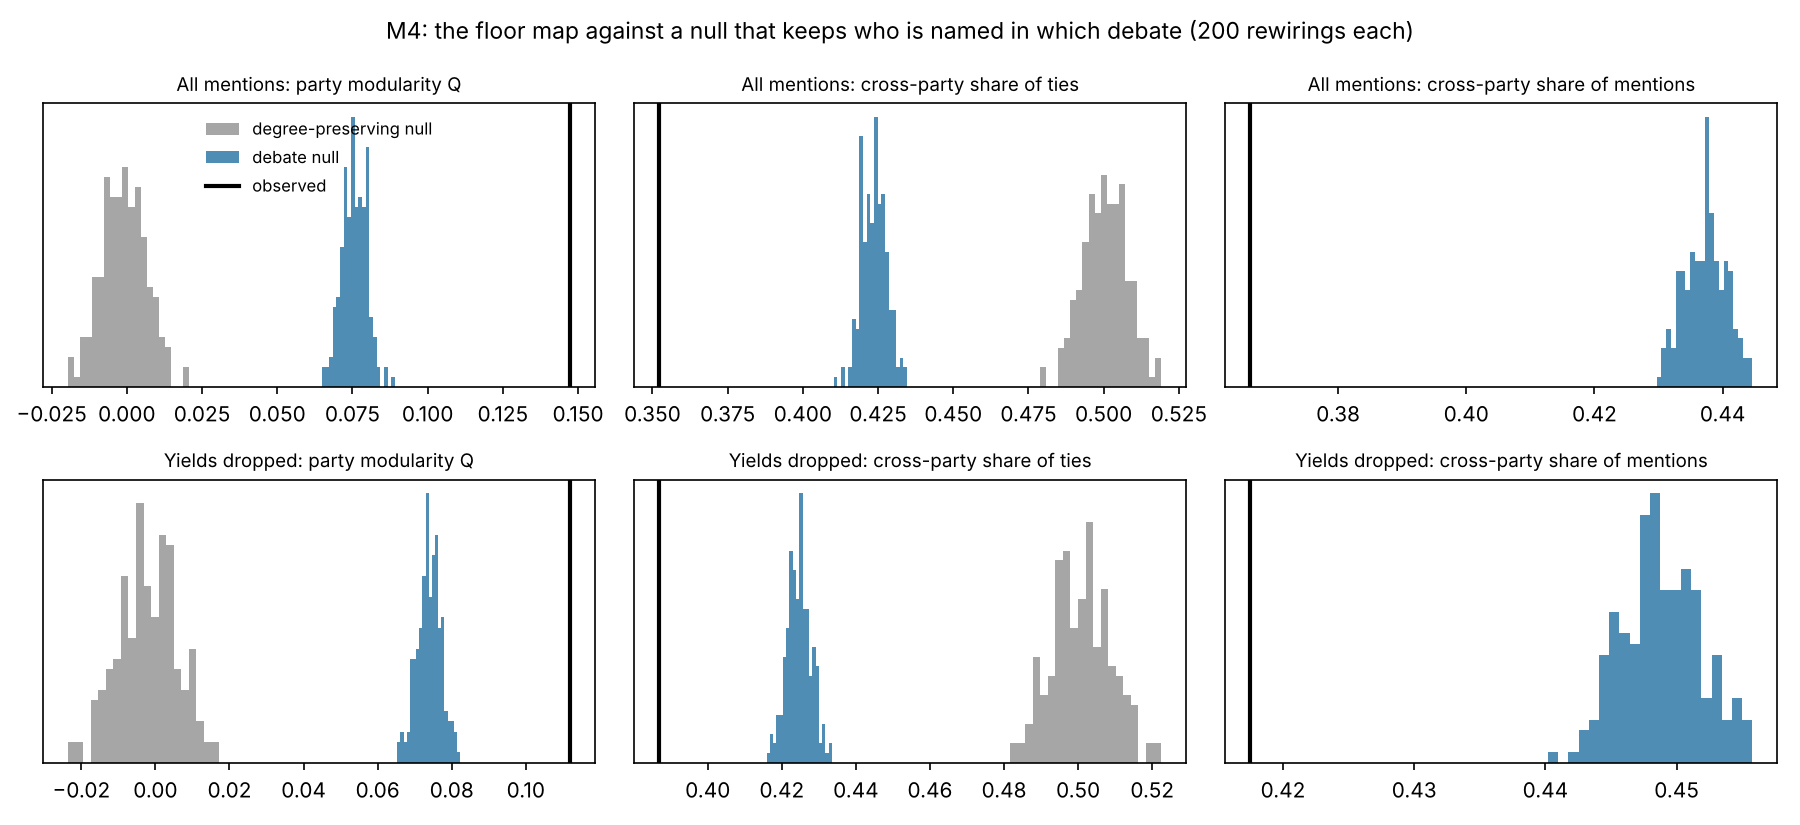 M4: the floor map against a null that keeps who is named in which debate (200 rewirings each)
All mentions: party modularity Q
degree-preserving null
debate null
observed
−0.025 0.000 0.025 0.050 0.075 0.100 0.125 0.150
All mentions: cross-party share of ties
0.350 0.375 0.400 0.425 0.450 0.475 0.500 0.525
All mentions: cross-party share of mentions
0.38 0.40 0.42 0.44
Yields dropped: party modularity Q
−0.02 0.00 0.02 0.04 0.06 0.08 0.10
Yields dropped: cross-party share of ties
0.40 0.42 0.44 0.46 0.48 0.50 0.52
Yields dropped: cross-party share of mentions
0.42 0.43 0.44 0.45